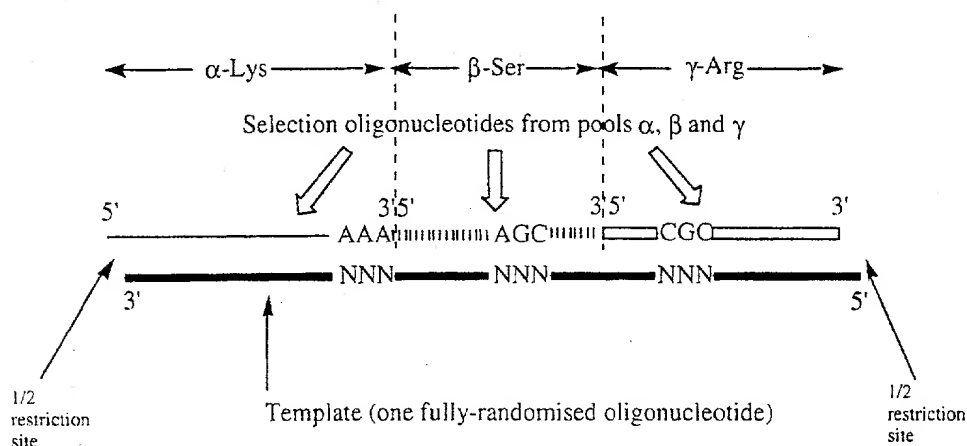 α-Lys β-Ser γ-Arg
Selection oligonucleotides from pools α, β and γ
5' 3' 5' 3' 5' 3'
AAA AGC CGC
NNN NNN NNN
3' 5'
1/2
restriction
site
Template (one fully-randomised oligonucleotide)
1/2
restriction
site